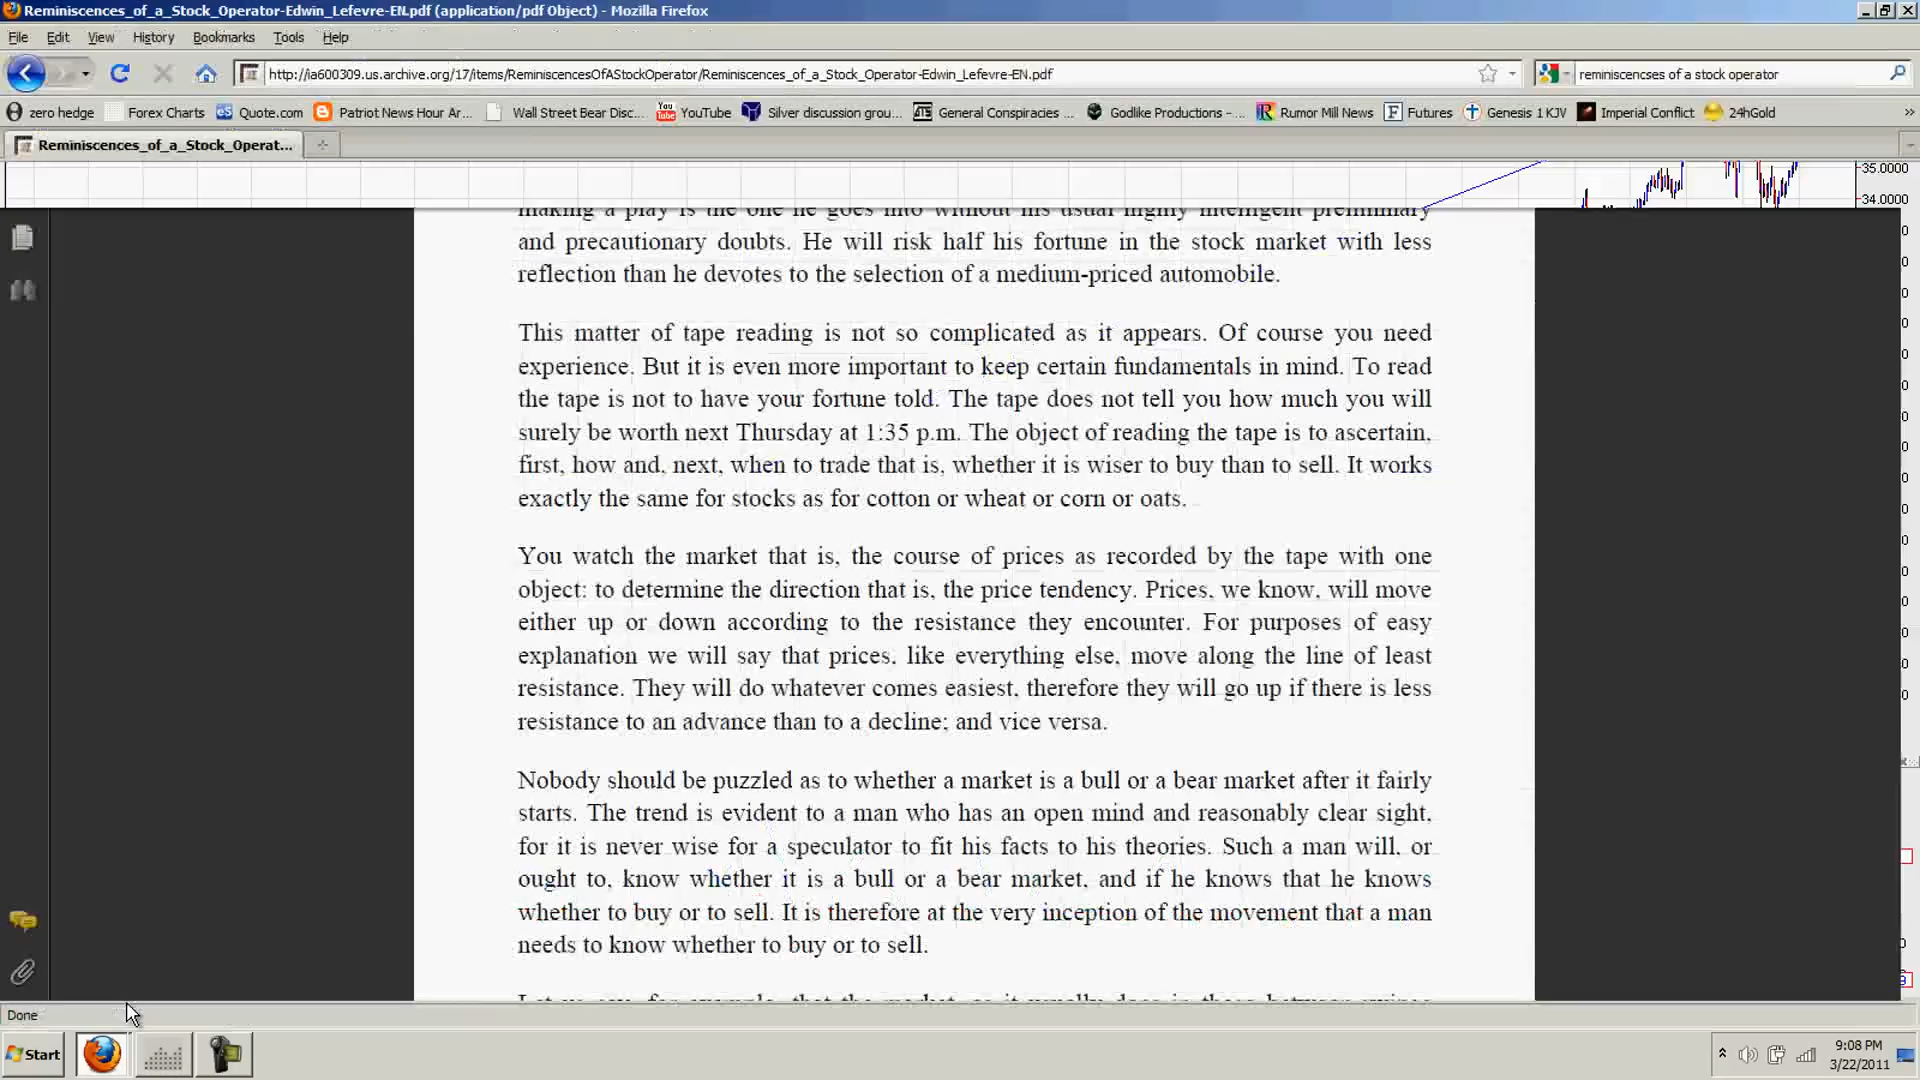 Reminiscences_of_a_Stock_Operator-Edwin_Lefevre-EN.pdf (application/pdf Object) - Mozilla Firefox
File Edit View History Bookmarks Tools Help
http://ia600309.us.archive.org/17/items/ReminiscencesOfAStockOperator/Reminiscences_of_a_Stock_Operator-Edwin_Lefevre-EN.pdf
reminiscencses of a stock operator
zero hedge Forex Charts Quote.com Patriot News Hour Ar... Wall Street Bear Disc... YouTube Silver discussion grou... General Conspiracies ... Godlike Productions - ... Rumor Mill News Futures Genesis 1 KJV Imperial Conflict 24hGold
Reminiscences_of_a_Stock_Operat...
35.0000
34.0000
making a play is the one he goes into without his usual highly intelligent preliminary
and precautionary doubts. He will risk half his fortune in the stock market with less
reflection than he devotes to the selection of a medium-priced automobile.
This matter of tape reading is not so complicated as it appears. Of course you need
experience. But it is even more important to keep certain fundamentals in mind. To read
the tape is not to have your fortune told. The tape does not tell you how much you will
surely be worth next Thursday at 1:35 p.m. The object of reading the tape is to ascertain,
first, how and, next, when to trade that is, whether it is wiser to buy than to sell. It works
exactly the same for stocks as for cotton or wheat or corn or oats.
You watch the market that is, the course of prices as recorded by the tape with one
object: to determine the direction that is, the price tendency. Prices, we know, will move
either up or down according to the resistance they encounter. For purposes of easy
explanation we will say that prices, like everything else, move along the line of least
resistance. They will do whatever comes easiest, therefore they will go up if there is less
resistance to an advance than to a decline; and vice versa.
Nobody should be puzzled as to whether a market is a bull or a bear market after it fairly
starts. The trend is evident to a man who has an open mind and reasonably clear sight,
for it is never wise for a speculator to fit his facts to his theories. Such a man will, or
ought to, know whether it is a bull or a bear market, and if he knows that he knows
whether to buy or to sell. It is therefore at the very inception of the movement that a man
needs to know whether to buy or to sell.
Done
Start
9:08 PM
3/22/2011